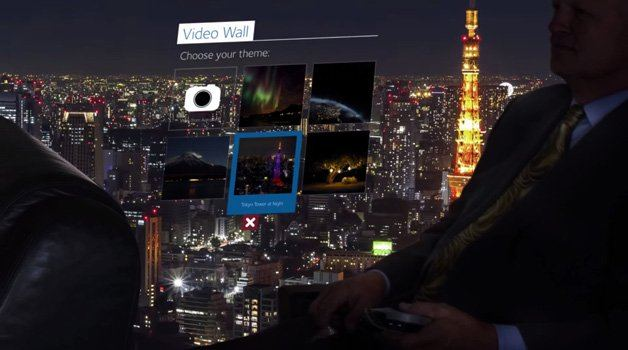 Video Wall
Choose your theme:
Tokyo Tower at Night